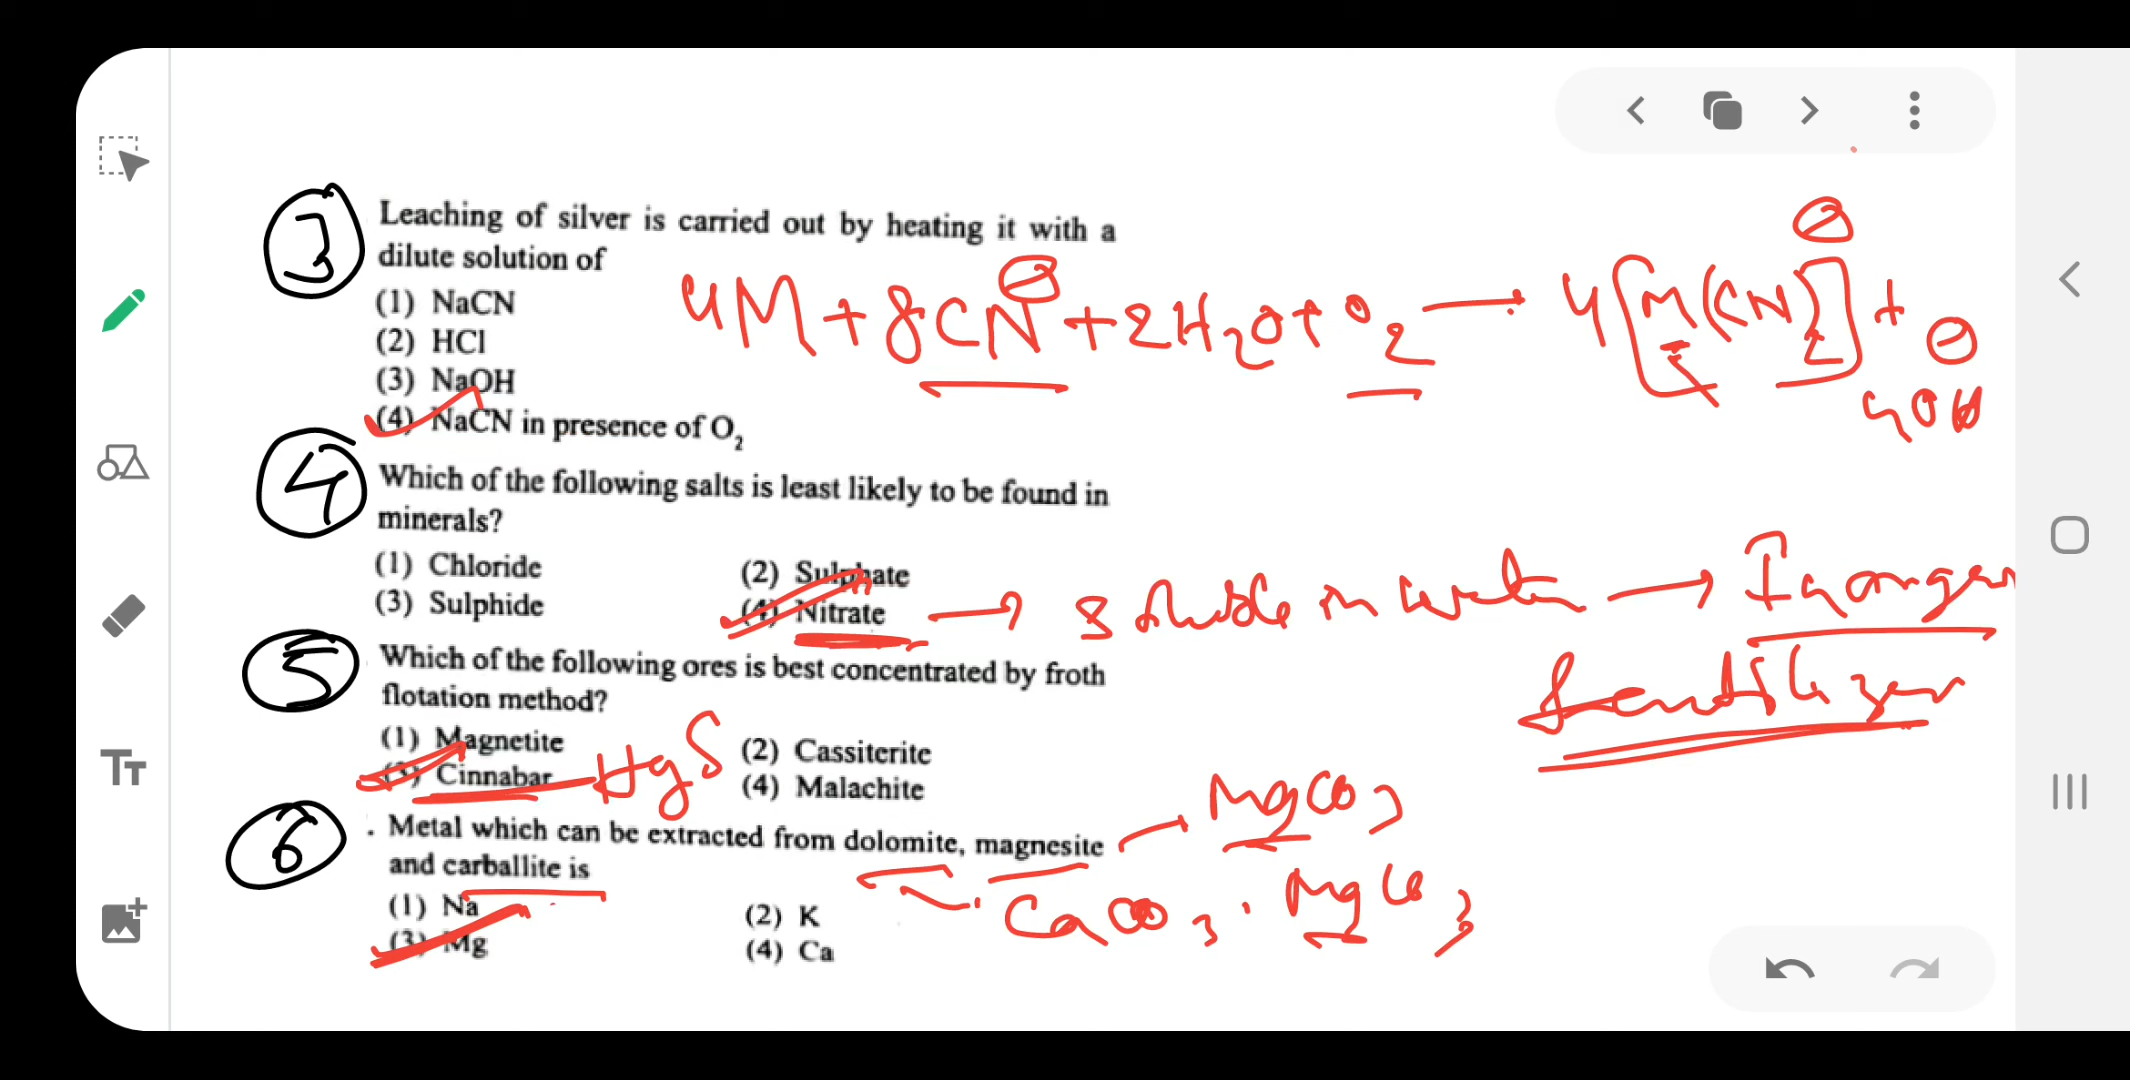 3 Leaching of silver is carried out by heating it with a
dilute solution of
4M + 8CN⊖ + 2H2O + O2 → 4[M(CN)2]⊖ +
4OH⊖
(1) NaCN
(2) HCl
(3) NaOH
(4) NaCN in presence of O2
4 Which of the following salts is least likely to be found in
minerals?
(1) Chloride (2) Sulphate
(3) Sulphide (4) Nitrate → soluble in water →
5 Which of the following ores is best concentrated by froth
flotation method?
(1) Magnetite (2) Cassiterite
(3) Cinnabar HgS (4) Malachite
6 . Metal which can be extracted from dolomite, magnesite MgCO3
and carballite is CaCO3 . MgCO3
(1) Na (2) K
(3) Mg (4) Ca
TT